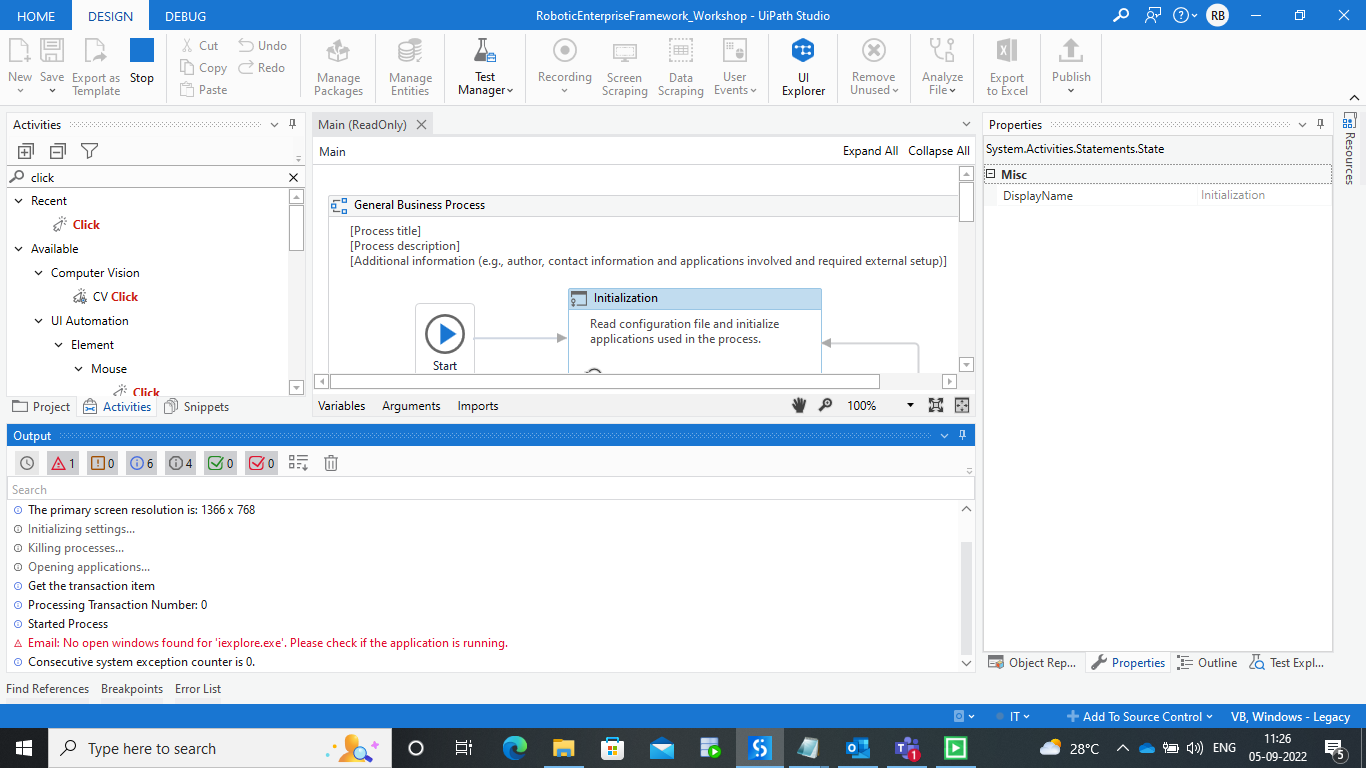 HOME DESIGN DEBUG RoboticEnterpriseFramework_Workshop - UiPath Studio RB
New Save Export as Template Stop
Cut Undo
Copy Redo
Paste
Manage Packages Manage Entities Test Manager Recording Screen Scraping Data Scraping User Events UI Explorer Remove Unused Analyze File Export to Excel Publish
Activities
click
Recent
Click
Available
Computer Vision
CV Click
UI Automation
Element
Mouse
Click
Project Activities Snippets
Main (ReadOnly)
Main Expand All Collapse All
General Business Process
[Process title]
[Process description]
[Additional information (e.g., author, contact information and applications involved and required external setup)]
Start
Initialization
Read configuration file and initialize
applications used in the process.
Variables Arguments Imports 100%
Properties
System.Activities.Statements.State
Misc
DisplayName Initialization
Resources
Object Rep... Properties Outline Test Expl...
Output
1 0 6 4 0 0
Search
The primary screen resolution is: 1366 x 768
Initializing settings...
Killing processes...
Opening applications...
Get the transaction item
Processing Transaction Number: 0
Started Process
Email: No open windows found for 'iexplore.exe'. Please check if the application is running.
Consecutive system exception counter is 0.
Find References Breakpoints Error List
IT Add To Source Control VB, Windows - Legacy
Type here to search
1
28°C ENG
11:26
05-09-2022
5